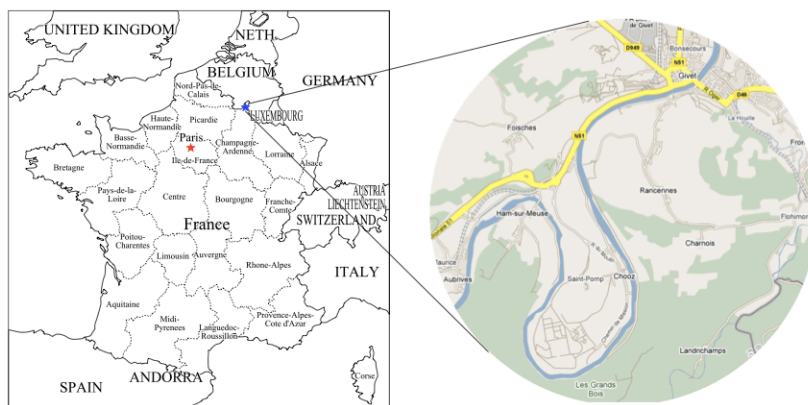 UNITED KINGDOM
NETH.
BELGIUM
GERMANY
Nord-Pas-de-
Calais
LUXEMBOURG
Haute-
Normandie
Picardie
Paris
Basse-
Normandie
Champagne-
Ardenne
Ile-de-France
Lorraine
Alsace
Bretagne
Pays-de-la-
Loire
Centre
Bourgogne
Franche-
Comte
AUSTRIA
LIECHTENSTEIN
SWITZERLAND
France
Poitou-
Charentes
Limousin
Auvergne
Rhone-Alpes
ITALY
Aquitaine
Midi-
Pyrenees
Languedoc-
Roussillon
Provence-Alpes-
Cote d'Azur
SPAIN
ANDORRA
Corse
de Givet
Bonsecours
D949
N51
Givet
D46
La Houille
Foisches
N51
Rancennes
Ham-sur-Meuse
Charnois
Aubrives
Saint-Pomp
Chooz
Landrichamps
Les Grands
Bois